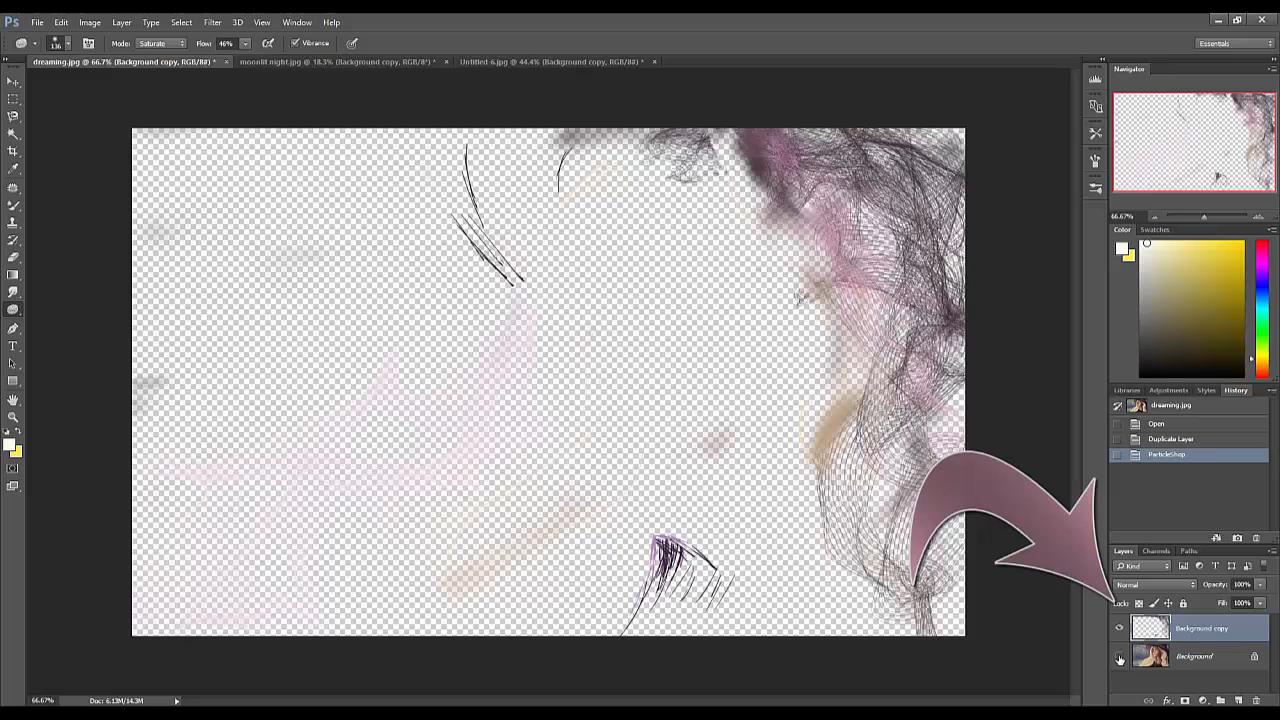 Ps File Edit Image Layer Type Select Filter 3D View Window Help
136 Mode: Saturate Flow: 46% Vibrance Essentials
dreaming.jpg @ 66.7% (Background copy, RGB/8#) * × moonlit night.jpg @ 18.3% (Background copy, RGB/8*) * × Untitled-6.jpg @ 44.4% (Background copy, RGB/8#) * ×
Navigator
66.67%
Color Swatches
Libraries Adjustments Styles History
dreaming.jpg
Open
Duplicate Layer
ParticleShop
Layers Channels Paths
Kind
Normal Opacity: 100%
Lock: Fill: 100%
Background copy
Background
66.67% Doc: 6.13M/14.3M